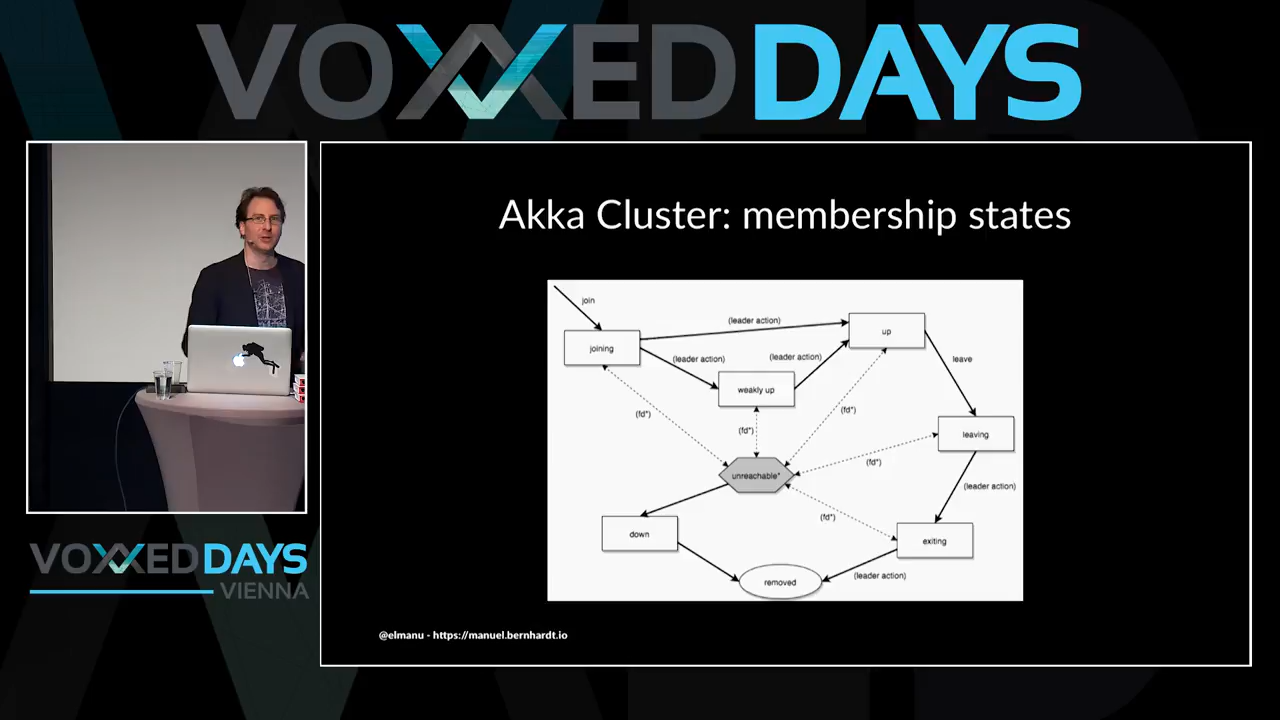 VOXXED DAYS
Akka Cluster: membership states
join
(leader action)
up
joining
(leader action)
(leader action)
leave
weakly up
(fd*)
(fd*)
(fd*)
leaving
(fd*)
unreachable*
(leader action)
(fd*)
down
exiting
(leader action)
removed
VOXXED DAYS
VIENNA
@elmanu - https://manuel.bernhardt.io